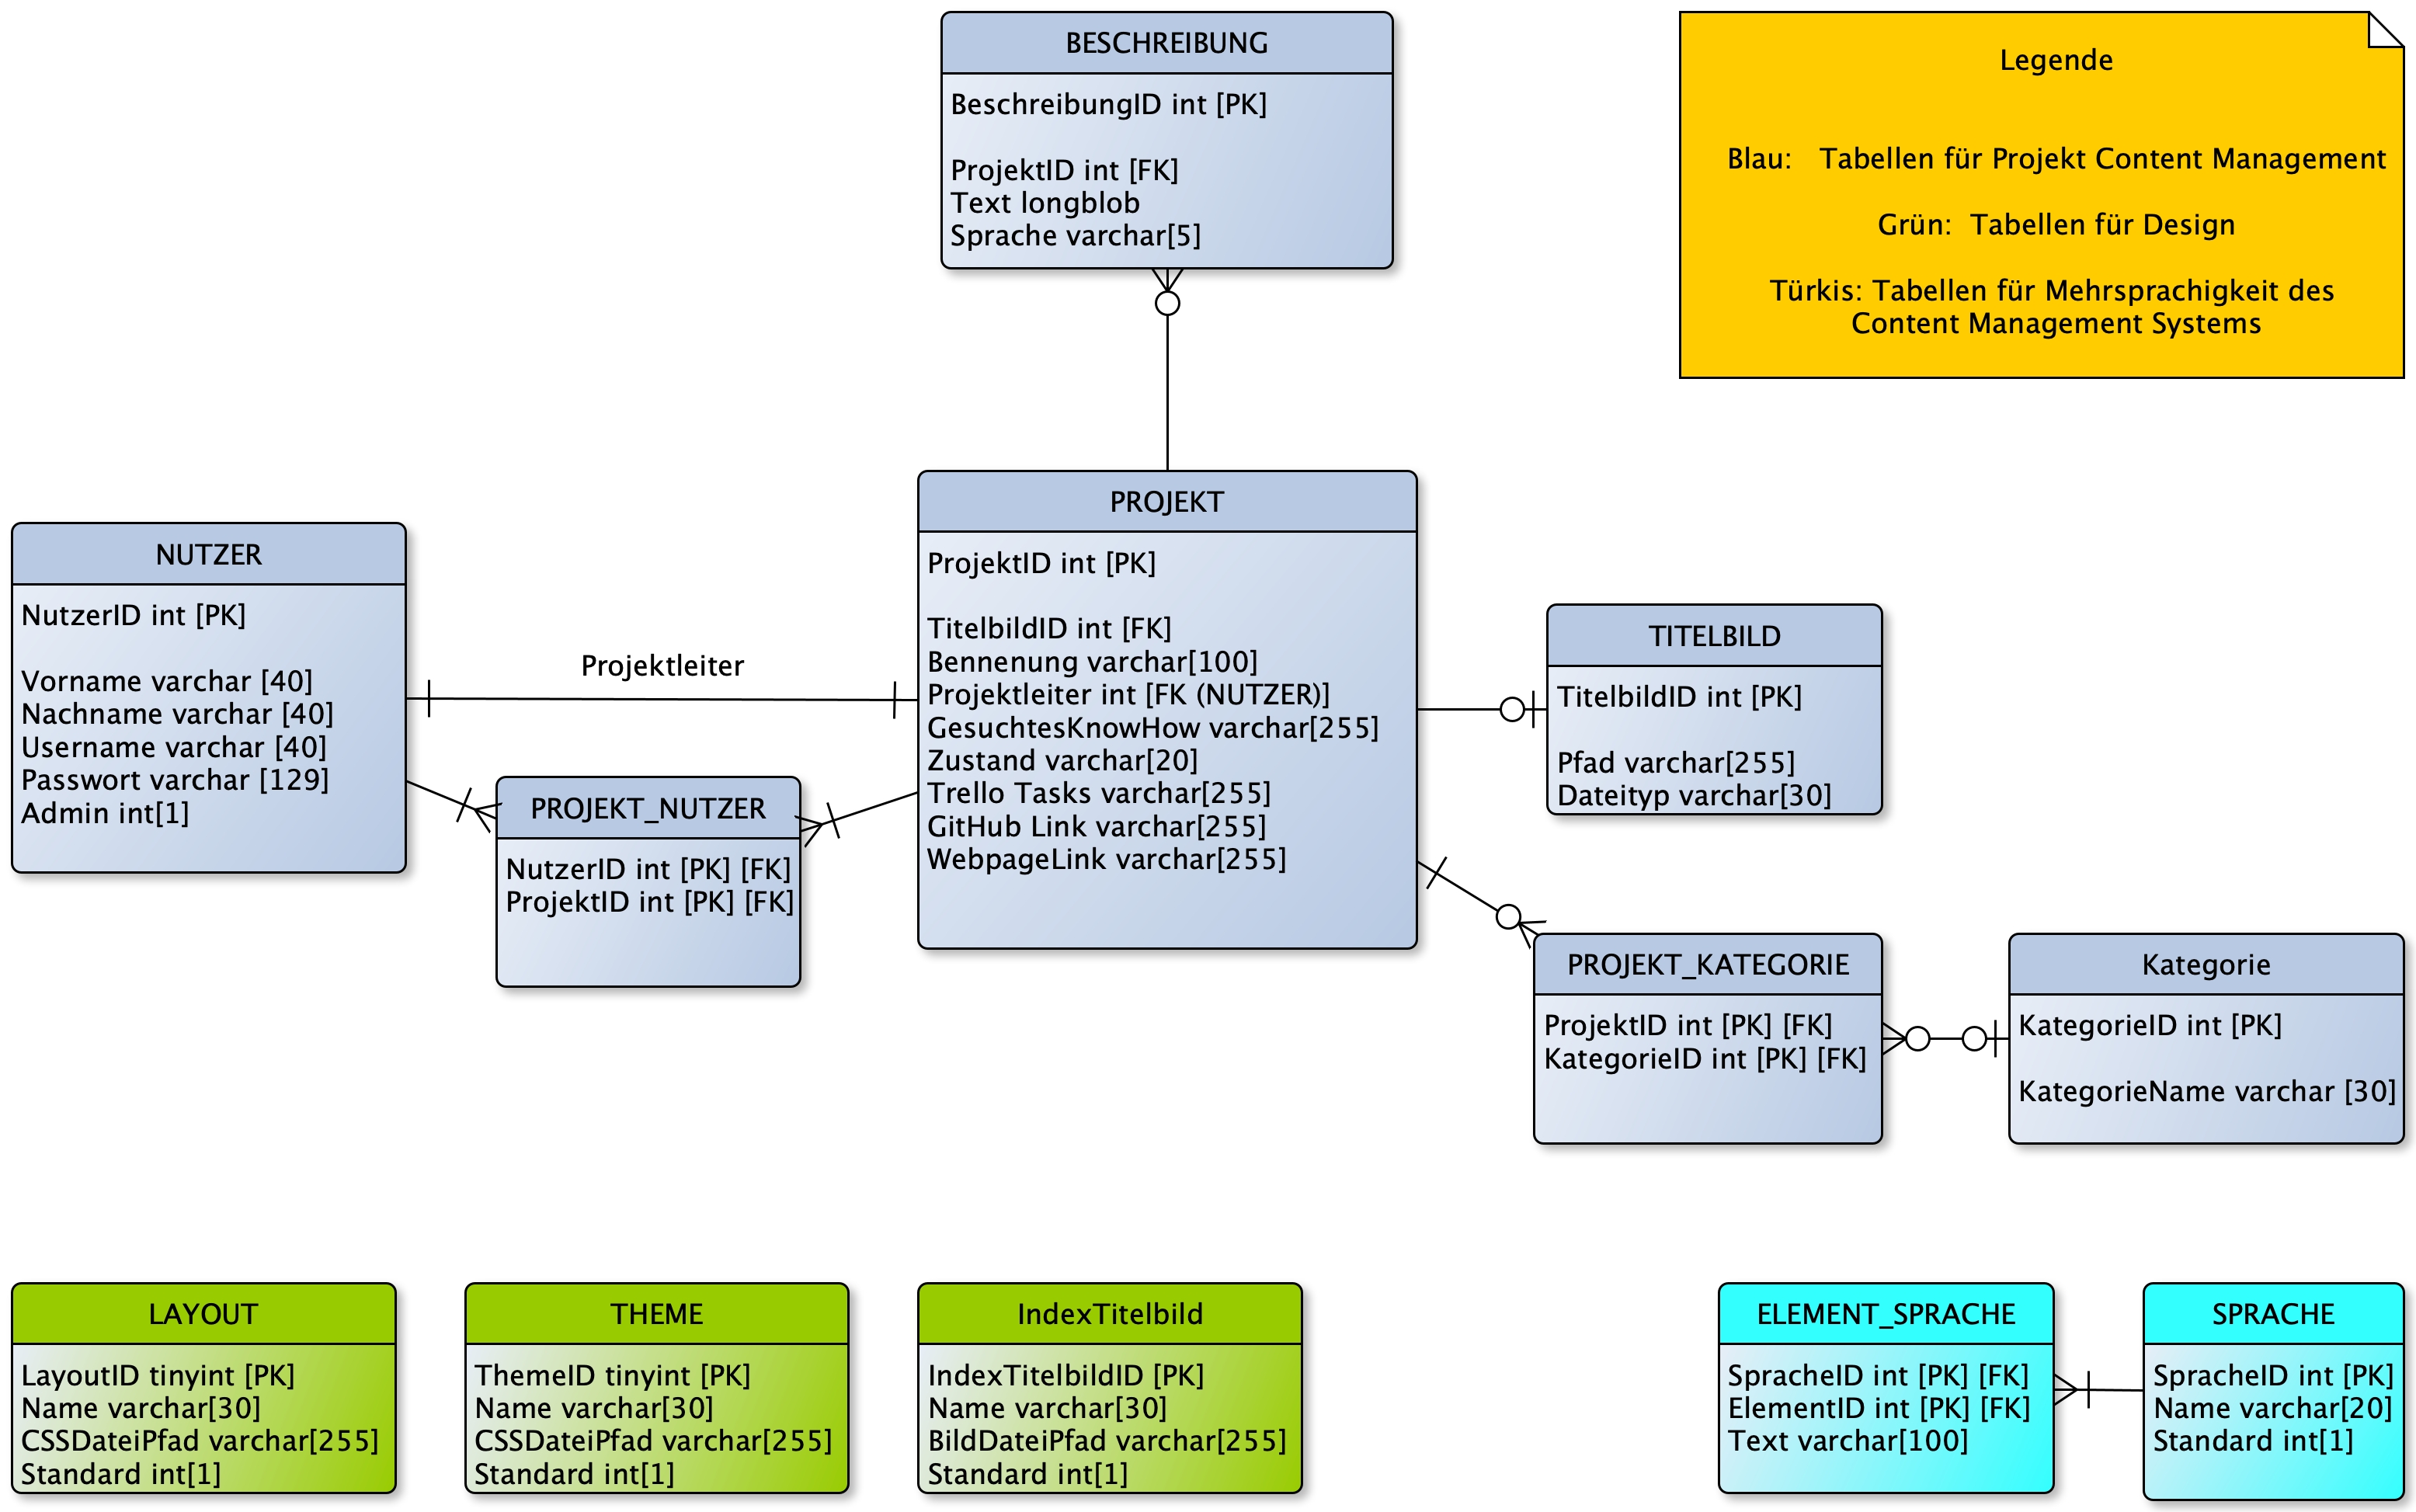 BESCHREIBUNG
BeschreibungID int [PK]
ProjektID int [FK]
Text longblob
Sprache varchar[5]
Legende
Blau:   Tabellen für Projekt Content Management
Grün:  Tabellen für Design
Türkis: Tabellen für Mehrsprachigkeit des
Content Management Systems
NUTZER
NutzerID int [PK]
Vorname varchar [40]
Nachname varchar [40]
Username varchar [40]
Passwort varchar [129]
Admin int[1]
Projektleiter
PROJEKT_NUTZER
NutzerID int [PK] [FK]
ProjektID int [PK] [FK]
PROJEKT
ProjektID int [PK]
TitelbildID int [FK]
Bennenung varchar[100]
Projektleiter int [FK (NUTZER)]
GesuchtesKnowHow varchar[255]
Zustand varchar[20]
Trello Tasks varchar[255]
GitHub Link varchar[255]
WebpageLink varchar[255]
TITELBILD
TitelbildID int [PK]
Pfad varchar[255]
Dateityp varchar[30]
PROJEKT_KATEGORIE
ProjektID int [PK] [FK]
KategorieID int [PK] [FK]
Kategorie
KategorieID int [PK]
KategorieName varchar [30]
LAYOUT
LayoutID tinyint [PK]
Name varchar[30]
CSSDateiPfad varchar[255]
Standard int[1]
THEME
ThemeID tinyint [PK]
Name varchar[30]
CSSDateiPfad varchar[255]
Standard int[1]
IndexTitelbild
IndexTitelbildID [PK]
Name varchar[30]
BildDateiPfad varchar[255]
Standard int[1]
ELEMENT_SPRACHE
SpracheID int [PK] [FK]
ElementID int [PK] [FK]
Text varchar[100]
SPRACHE
SpracheID int [PK]
Name varchar[20]
Standard int[1]